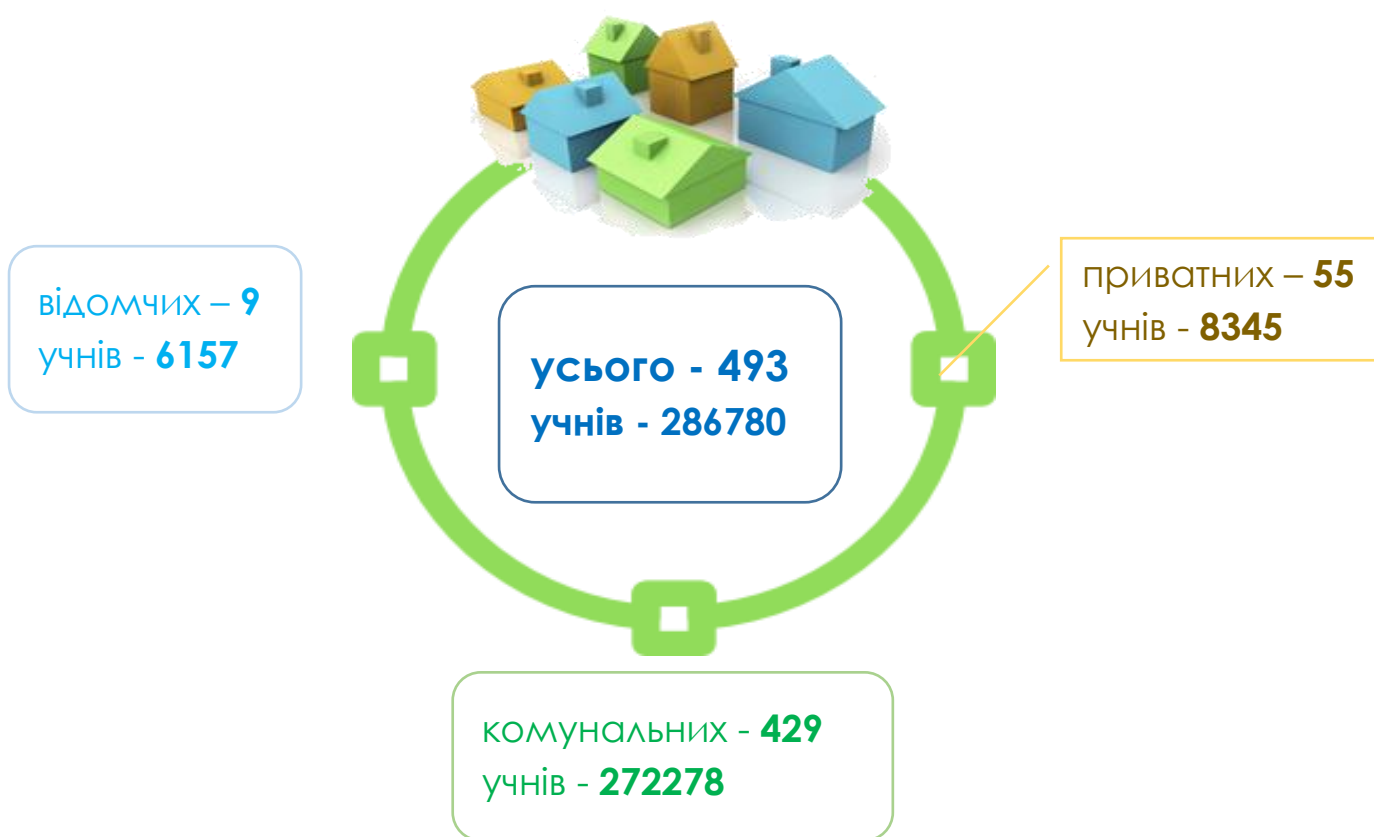 відомчих – 9
учнів - 6157
усього - 493
учнів - 286780
приватних – 55
учнів - 8345
комунальних - 429
учнів - 272278